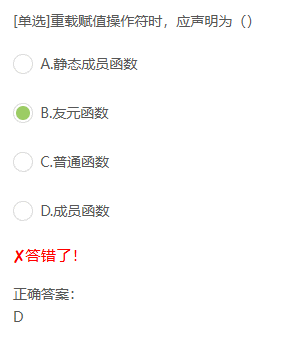 [单选]重载赋值操作符时，应声明为（）
A.静态成员函数
B.友元函数
C.普通函数
D.成员函数
✗答错了！
正确答案：
D